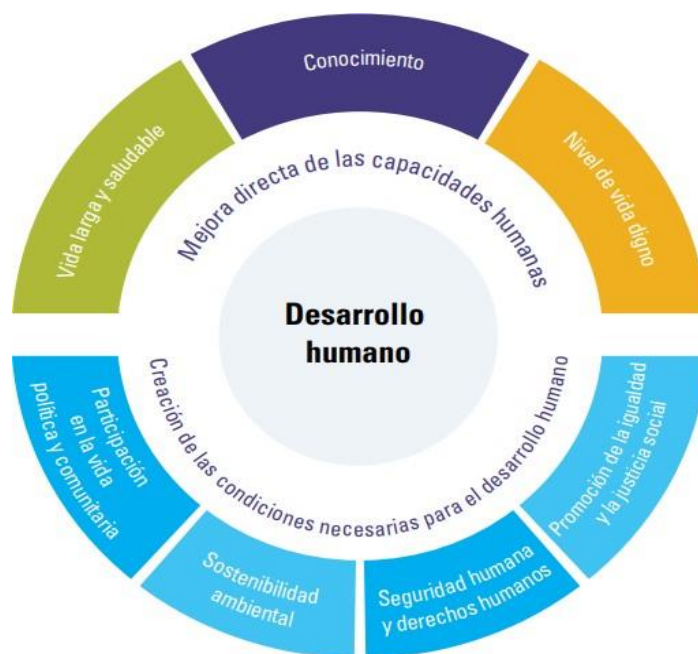 Conocimiento
Vida larga y saludable
Nivel de vida digno
Mejora directa de las capacidades humanas
Desarrollo
humano
Creación de las condiciones necesarias para el desarrollo humano
Participación
en la vida
política y comunitaria
Sostenibilidad
ambiental
Seguridad humana
y derechos humanos
Promoción de la igualdad
y la justicia social